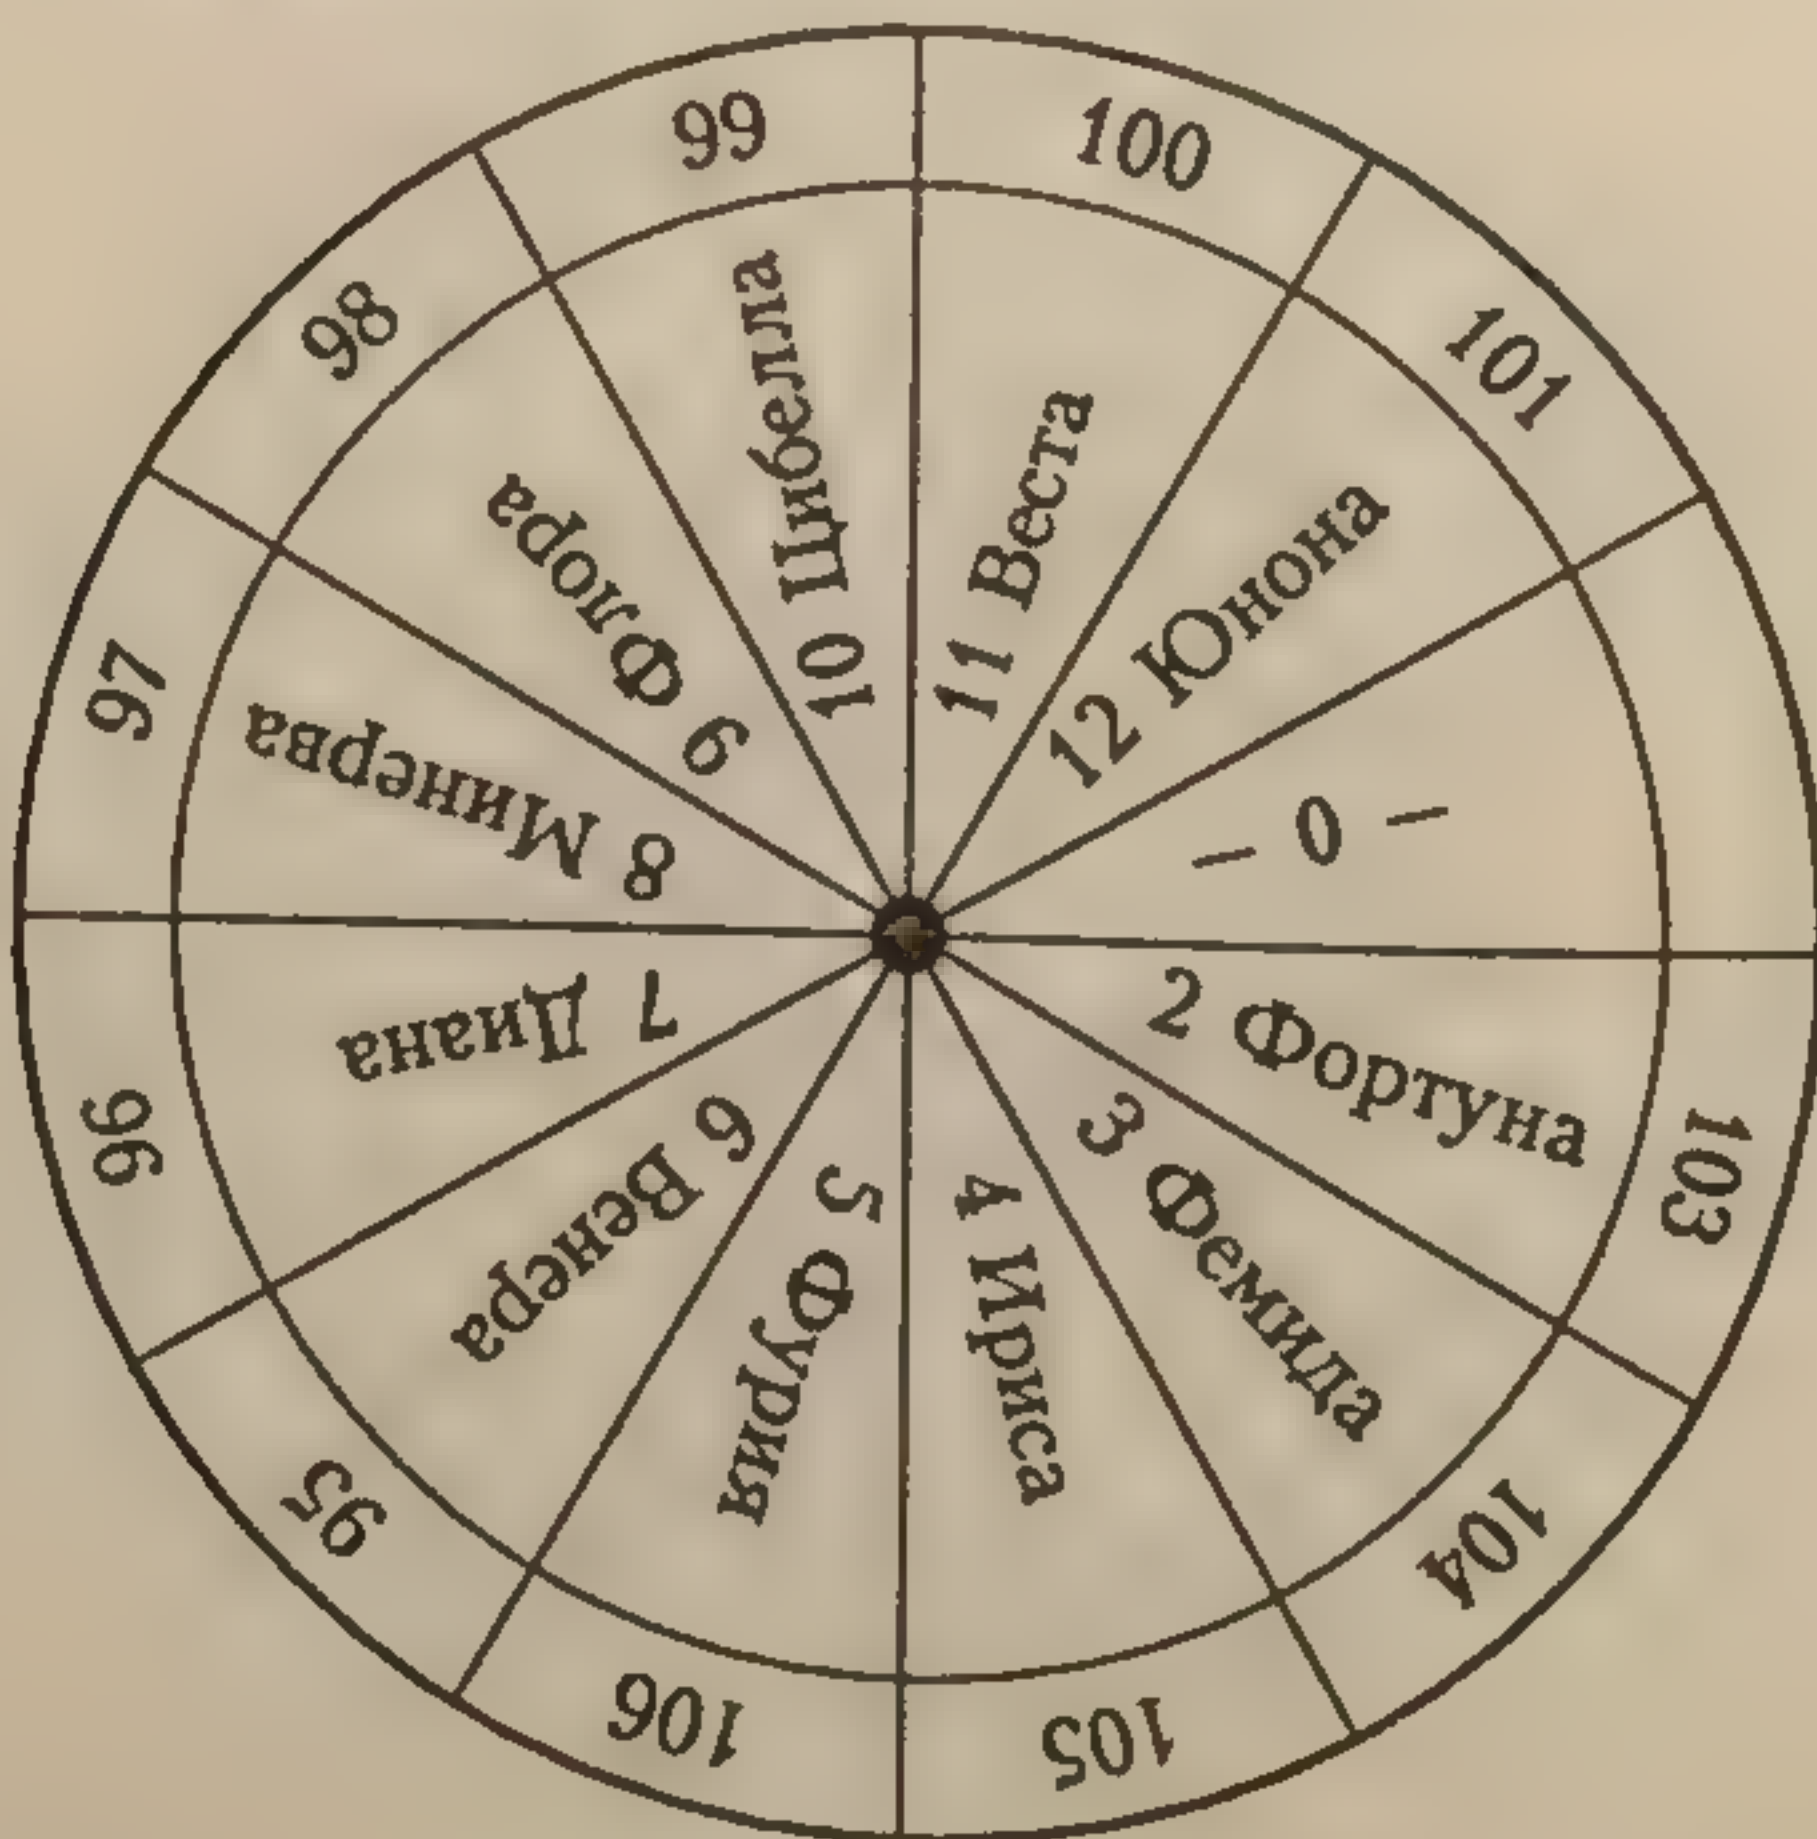 99
100
101
103
104
105
106
95
96
97
98
– 0 –
2 Фортуна
3 Фемида
4 Ириса
5 Фурия
6 Венера
7 Диана
8 Минерва
9 Флора
10 Цибелла
11 Веста
12 Юнона